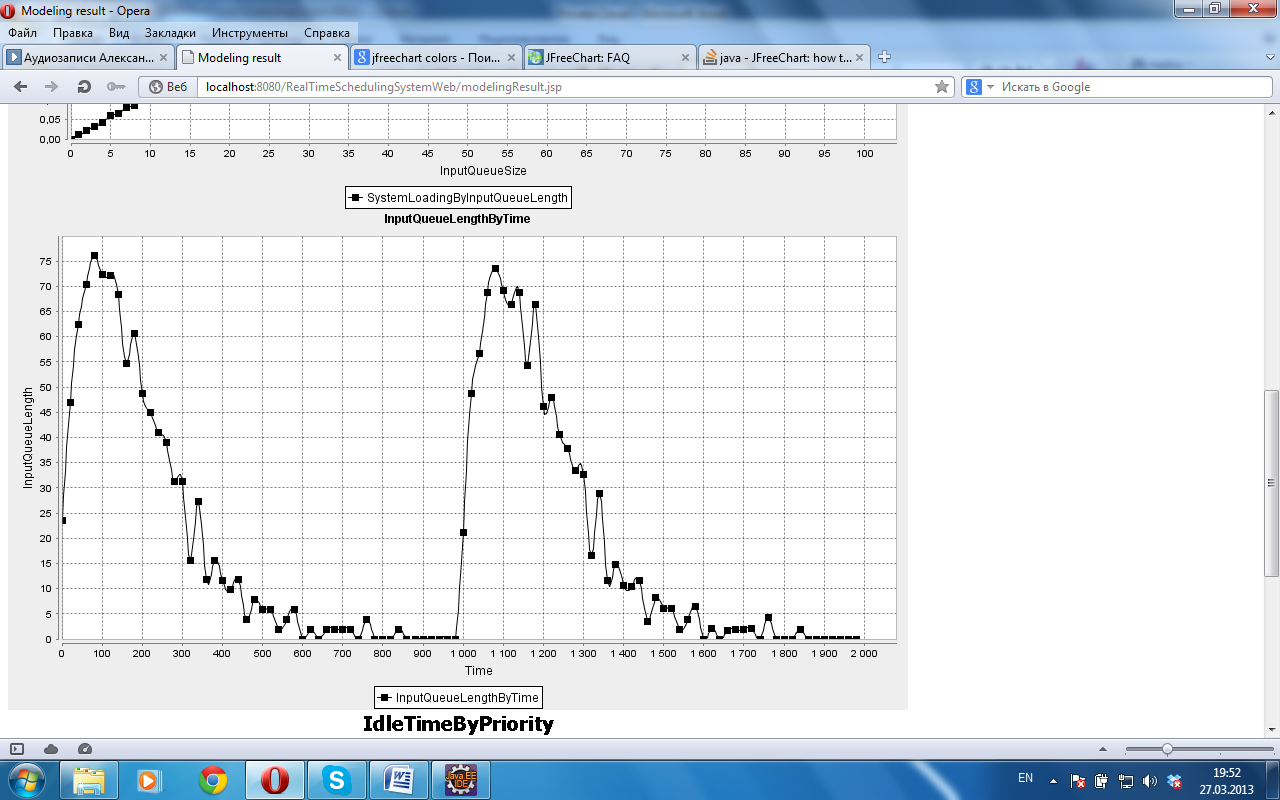 Modeling result - Opera
Файл Правка Вид Закладки Инструменты Справка
Аудиозаписи Александ... Modeling result jfreechart colors - Пои... JFreeChart: FAQ java - JFreeChart: how t...
Веб localhost:8080/RealTimeSchedulingSystemWeb/modelingResult.jsp Искать в Google
0,05
0,00
0 5 10 15 20 25 30 35 40 45 50 55 60 65 70 75 80 85 90 95 100
InputQueueSize
SystemLoadingByInputQueueLength
InputQueueLengthByTime
InputQueueLength
75
70
65
60
55
50
45
40
35
30
25
20
15
10
5
0
0 100 200 300 400 500 600 700 800 900 1 000 1 100 1 200 1 300 1 400 1 500 1 600 1 700 1 800 1 900 2 000
Time
InputQueueLengthByTime
IdleTimeByPriority
Java EE
IDE
EN
19:52
27.03.2013